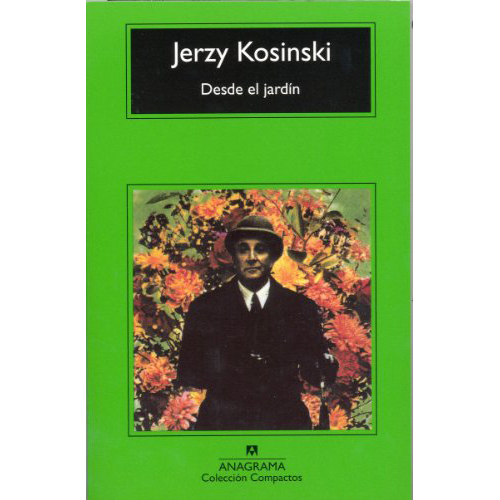 Jerzy Kosinski
Desde el jardín
ANAGRAMA
Colección Compactos